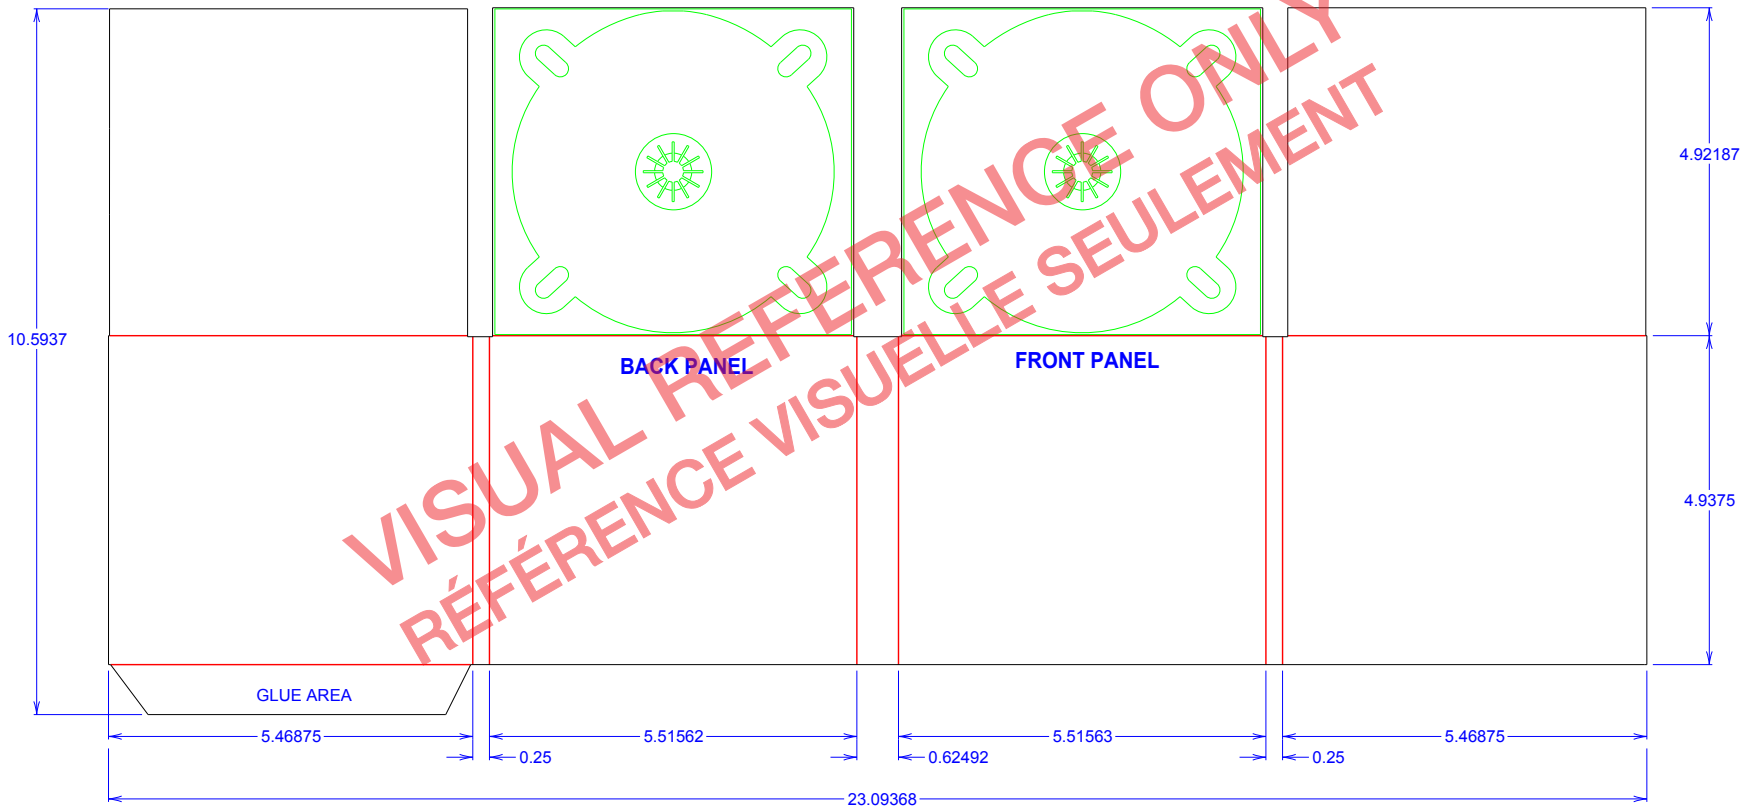 VISUAL REFERENCE ONLY
RÉFÉRENCE VISUELLE SEULEMENT
4.92187
10.5937
BACK PANEL
FRONT PANEL
4.9375
GLUE AREA
5.46875
5.51562
5.51563
5.46875
0.25
0.62492
0.25
23.09368